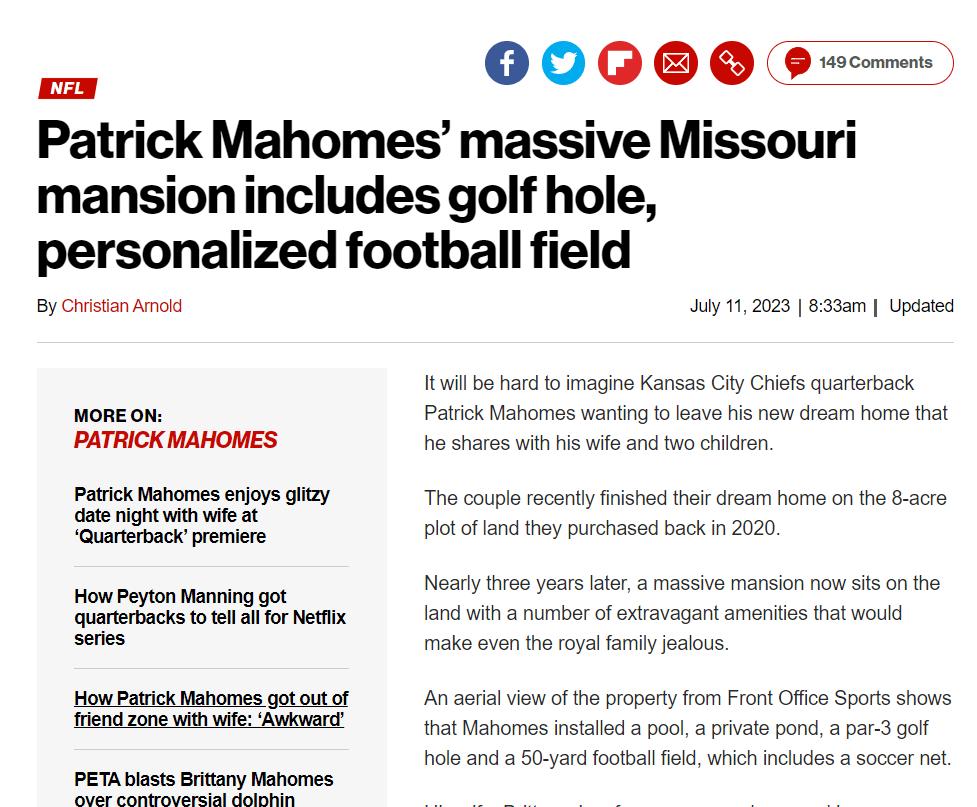 149 Comments
NFL
Patrick Mahomes’ massive Missouri
mansion includes golf hole,
personalized football field
By Christian Arnold
July 11, 2023 | 8:33am | Updated
MORE ON:
PATRICK MAHOMES
Patrick Mahomes enjoys glitzy
date night with wife at
‘Quarterback’ premiere
How Peyton Manning got
quarterbacks to tell all for Netflix
series
How Patrick Mahomes got out of
friend zone with wife: ‘Awkward’
PETA blasts Brittany Mahomes
over controversial dolphin
It will be hard to imagine Kansas City Chiefs quarterback
Patrick Mahomes wanting to leave his new dream home that
he shares with his wife and two children.
The couple recently finished their dream home on the 8-acre
plot of land they purchased back in 2020.
Nearly three years later, a massive mansion now sits on the
land with a number of extravagant amenities that would
make even the royal family jealous.
An aerial view of the property from Front Office Sports shows
that Mahomes installed a pool, a private pond, a par-3 golf
hole and a 50-yard football field, which includes a soccer net.